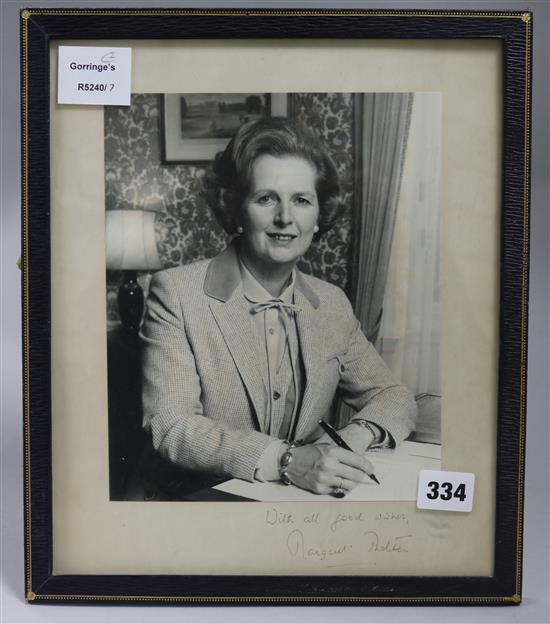 Gorringe's
R5240/7
334
With all good wishes,
Margaret Thatcher